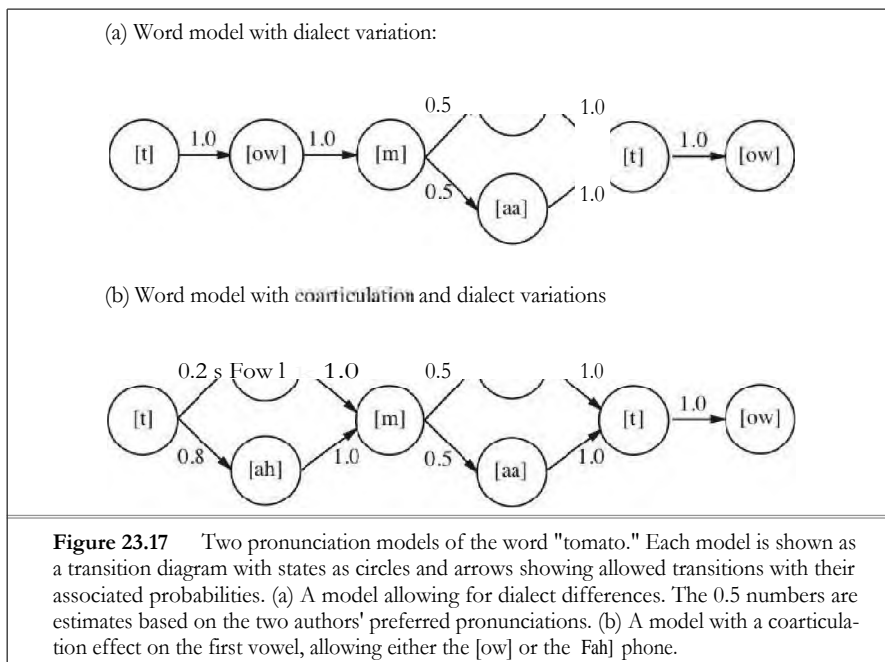 (a) Word model with dialect variation:
0.5 1.0
[t] 1.0 [ow] 1.0 [m] [t] 1.0 [ow]
0.5 [aa] 1.0
(b) Word model with coarticulation and dialect variations
0.2 s Fow l 1.0 0.5 1.0
[t] [m] [t] 1.0 [ow]
0.8 [ah] 1.0 0.5 [aa] 1.0
Figure 23.17 Two pronunciation models of the word "tomato." Each model is shown as
a transition diagram with states as circles and arrows showing allowed transitions with their
associated probabilities. (a) A model allowing for dialect differences. The 0.5 numbers are
estimates based on the two authors' preferred pronunciations. (b) A model with a coarticula-
tion effect on the first vowel, allowing either the [ow] or the Fah] phone.